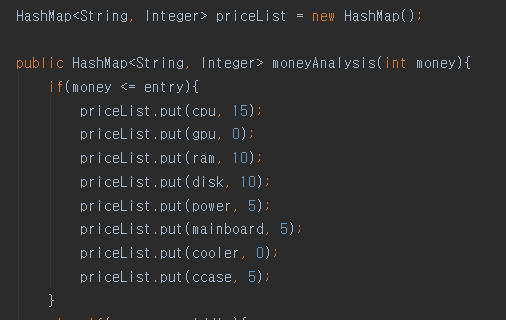 HashMap<String, Integer> priceList = new HashMap();
public HashMap<String, Integer> moneyAnalysis(int money){
if(money <= entry){
priceList.put(cpu, 15);
priceList.put(gpu, 0);
priceList.put(ram, 10);
priceList.put(disk, 10);
priceList.put(power, 5);
priceList.put(mainboard, 5);
priceList.put(cooler, 0);
priceList.put(ccase, 5);
}